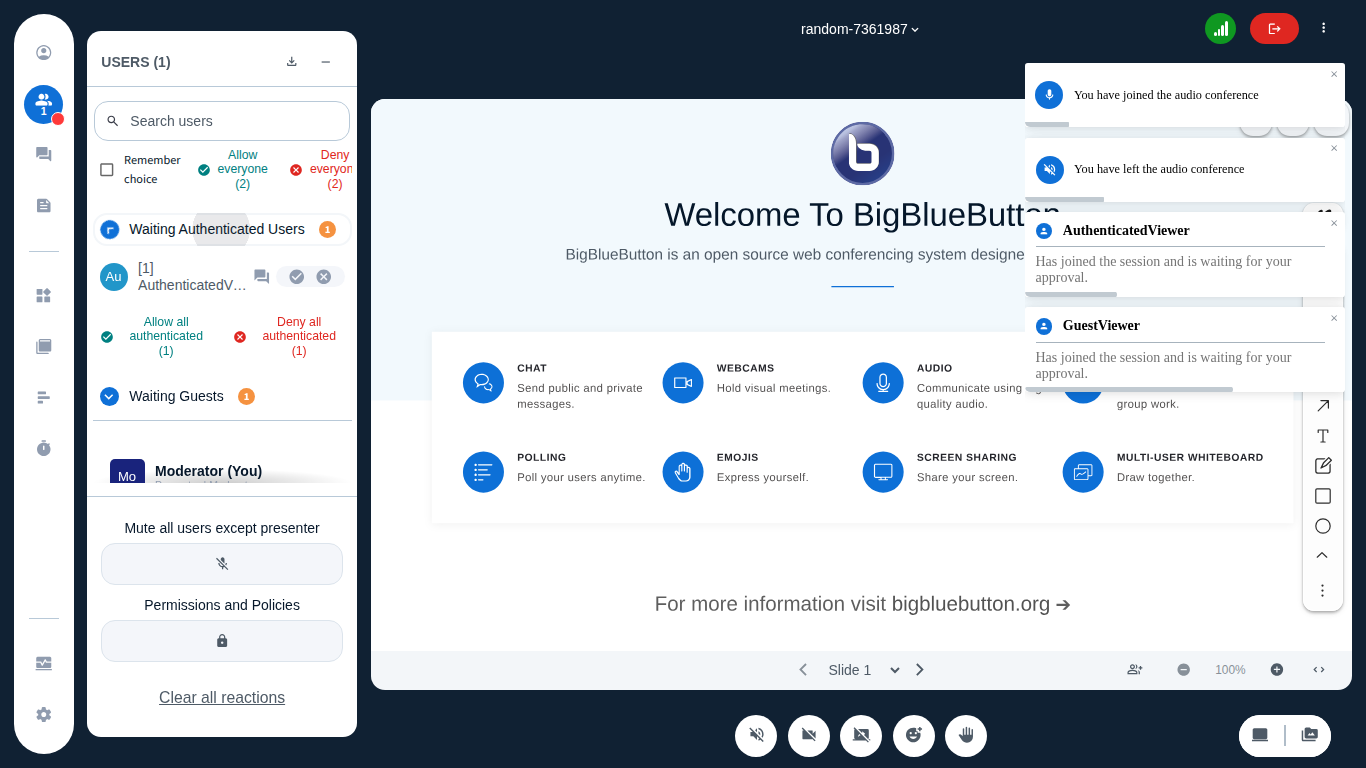 random-7361987
USERS (1)
1
Search users
Remember choice
Allow everyone (2)
Deny everyon (2)
Waiting Authenticated Users 1
Au
[1] AuthenticatedV…
Allow all authenticated (1)
Deny all authenticated (1)
Waiting Guests 1
Mo
Moderator (You)
Mute all users except presenter
Permissions and Policies
Clear all reactions
Welcome To BigBlueButton
BigBlueButton is an open source web conferencing system designe
CHAT
Send public and private messages.
WEBCAMS
Hold visual meetings.
AUDIO
Communicate using
quality audio.
group work.
POLLING
Poll your users anytime.
EMOJIS
Express yourself.
SCREEN SHARING
Share your screen.
MULTI-USER WHITEBOARD
Draw together.
For more information visit bigbluebutton.org ➔
Slide 1
100%
You have joined the audio conference
You have left the audio conference
AuthenticatedViewer
Has joined the session and is waiting for your
approval.
GuestViewer
Has joined the session and is waiting for your
approval.